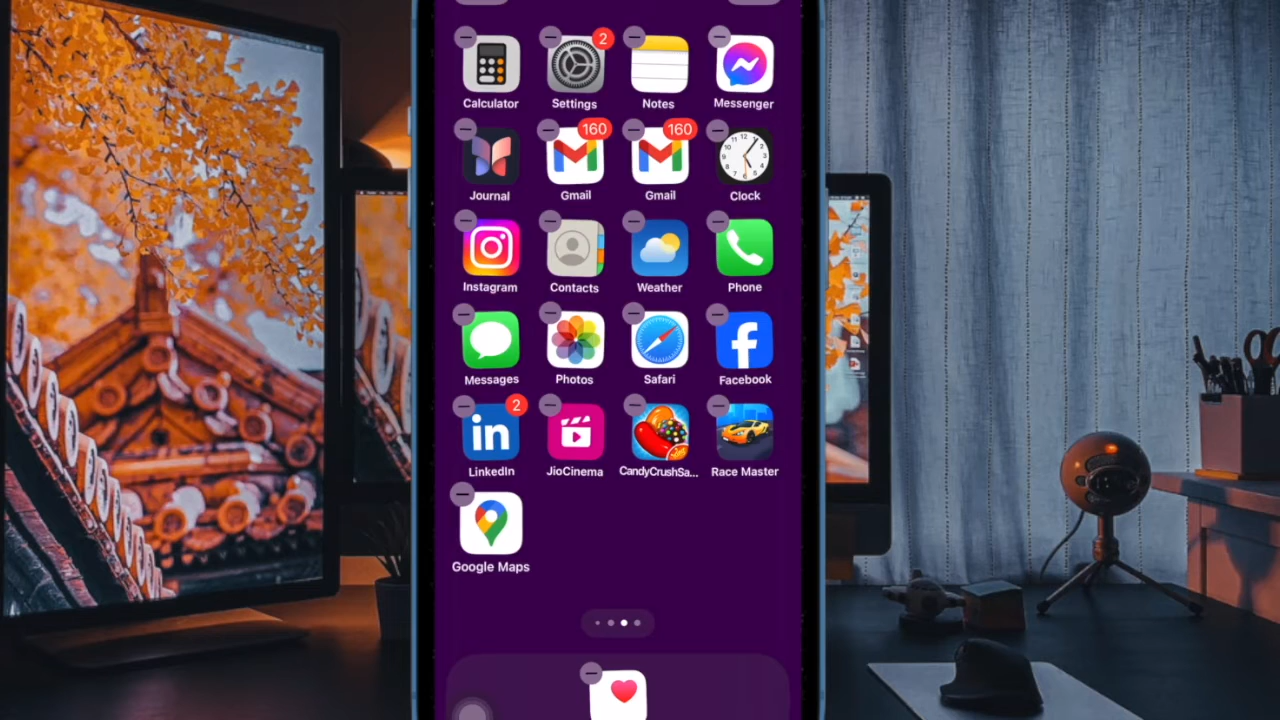 2
Calculator Settings Notes Messenger
160 160
Journal Gmail Gmail Clock
Instagram Contacts Weather Phone
Messages Photos Safari Facebook
2
in
LinkedIn JioCinema CandyCrushSa... Race Master
Google Maps